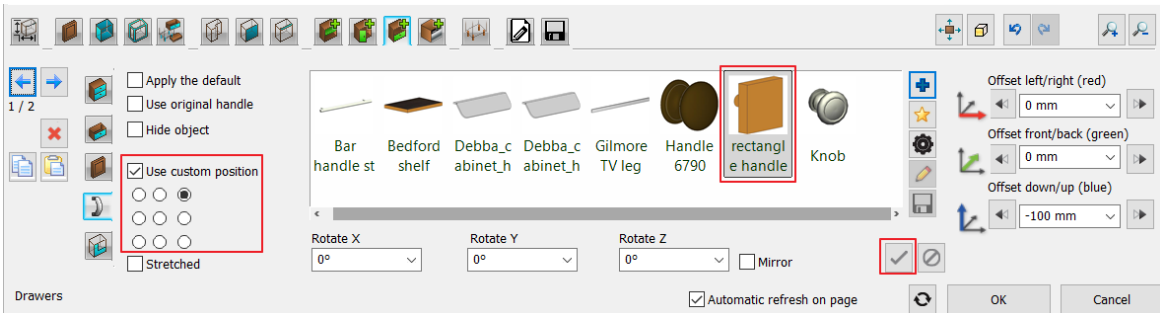 1 / 2
Apply the default
Use original handle
Hide object
Use custom position
Stretched
Bar
handle st
Bedford
shelf
Debba_c
abinet_h
Debba_c
abinet_h
Gilmore
TV leg
Handle
6790
rectangl
e handle
Knob
Rotate X
0°
Rotate Y
0°
Rotate Z
0°
Mirror
Offset left/right (red)
0 mm
Offset front/back (green)
0 mm
Offset down/up (blue)
-100 mm
Drawers
Automatic refresh on page
OK
Cancel